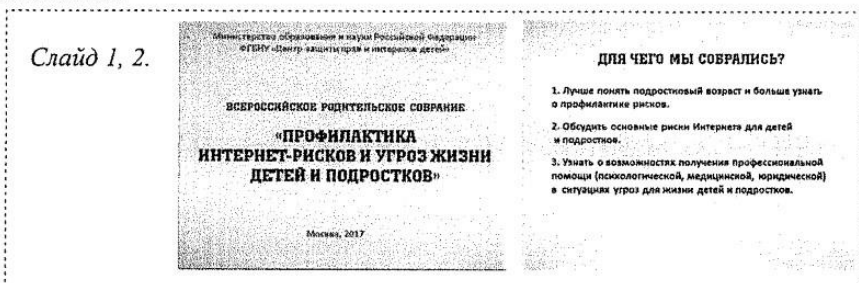 Слайд 1, 2.
Министерство образования и науки Российской Федерации
ФГБНУ «Центр защиты прав и интересов детей»
ВСЕРОССИЙСКОЕ РОДИТЕЛЬСКОЕ СОБРАНИЕ
«ПРОФИЛАКТИКА
ИНТЕРНЕТ-РИСКОВ И УГРОЗ ЖИЗНИ
ДЕТЕЙ И ПОДРОСТКОВ»
Москва, 2017
ДЛЯ ЧЕГО МЫ СОБРАЛИСЬ?
1. Лучше понять подростковый возраст и больше узнать
о профилактике рисков.
2. Обсудить основные риски Интернета для детей
и подростков.
3. Узнать о возможностях получения профессиональной
помощи (психологической, медицинской, юридической)
в ситуациях угроз для жизни детей и подростков.